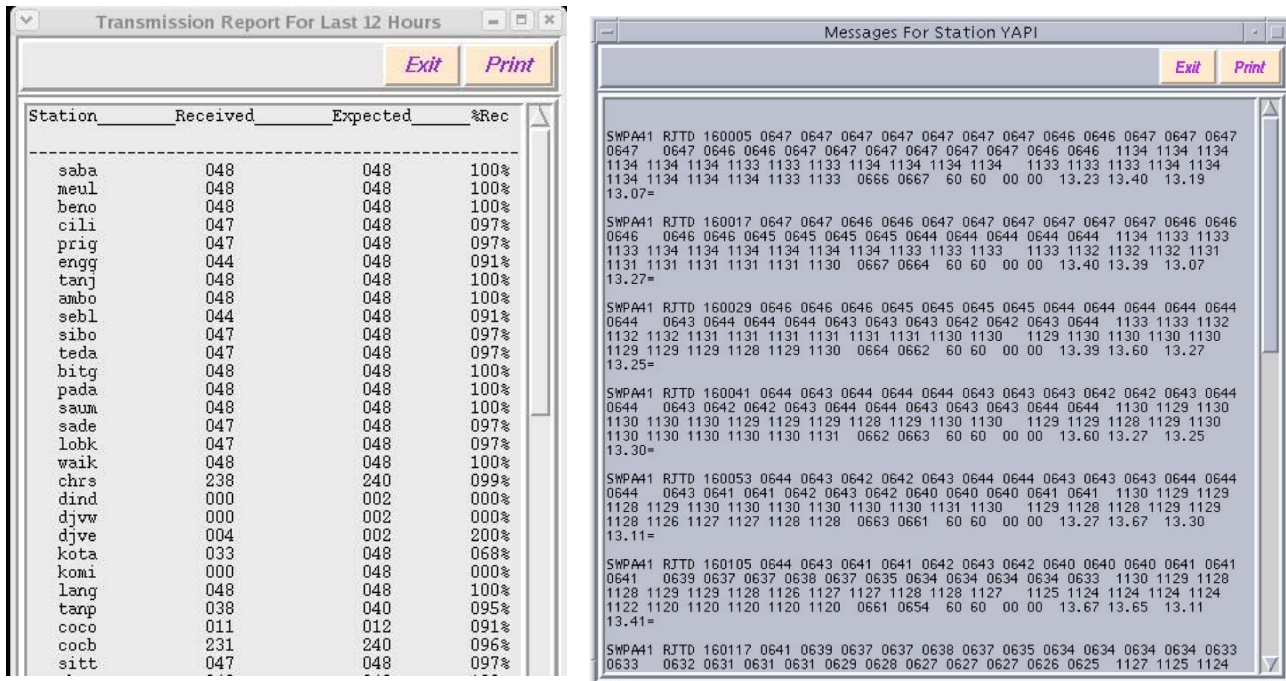 Transmission Report For Last 12 Hours
Exit Print
Station______Received________Expected______%Rec
--------------------------------------------------
saba 048 048 100%
meul 048 048 100%
beno 048 048 100%
cili 047 048 097%
prig 047 048 097%
engg 044 048 091%
tanj 048 048 100%
ambo 048 048 100%
sebl 044 048 091%
sibo 047 048 097%
teda 047 048 097%
bitg 048 048 100%
pada 048 048 100%
saum 048 048 100%
sade 047 048 097%
lobk 047 048 097%
waik 048 048 100%
chrs 238 240 099%
dind 000 002 000%
djvw 000 002 000%
djve 004 002 200%
kota 033 048 068%
komi 000 048 000%
lang 048 048 100%
tanp 038 040 095%
coco 011 012 091%
cocb 231 240 096%
sitt 047 048 097%
Messages For Station YAPI
Exit Print
SWPA41 RJTD 160005 0647 0647 0647 0647 0647 0647 0647 0646 0646 0647 0647 0647
0647 0647 0646 0646 0647 0647 0647 0647 0647 0646 0646 1134 1134 1134
1134 1134 1134 1133 1133 1133 1134 1134 1134 1134 1133 1133 1133 1134 1134
1134 1134 1134 1134 1133 1133 0666 0667 60 60 00 00 13.23 13.40 13.19
13.07=
SWPA41 RJTD 160017 0647 0647 0646 0646 0647 0647 0647 0647 0647 0647 0646 0646
0646 0646 0646 0645 0645 0645 0645 0644 0644 0644 0644 0644 1134 1133 1133
1133 1134 1134 1134 1134 1134 1134 1133 1133 1133 1133 1132 1132 1132 1131
1131 1131 1131 1131 1131 1130 0667 0664 60 60 00 00 13.40 13.39 13.07
13.27=
SWPA41 RJTD 160029 0646 0646 0646 0645 0645 0645 0645 0644 0644 0644 0644 0644
0644 0643 0644 0644 0644 0643 0643 0643 0642 0642 0643 0644 1133 1133 1132
1132 1132 1131 1131 1131 1131 1131 1131 1130 1130 1129 1130 1130 1130 1130
1129 1129 1129 1128 1129 1130 0664 0662 60 60 00 00 13.39 13.60 13.27
13.25=
SWPA41 RJTD 160041 0644 0643 0644 0644 0644 0643 0643 0643 0642 0642 0643 0644
0644 0643 0642 0642 0643 0644 0644 0643 0643 0643 0644 0644 1130 1129 1130
1130 1130 1130 1129 1129 1129 1128 1129 1130 1130 1129 1129 1128 1129 1130
1130 1130 1130 1130 1130 1131 0662 0663 60 60 00 00 13.60 13.27 13.25
13.30=
SWPA41 RJTD 160053 0644 0643 0642 0642 0643 0644 0644 0643 0643 0643 0644 0644
0644 0643 0641 0641 0642 0643 0642 0640 0640 0640 0641 0641 1130 1129 1129
1128 1129 1130 1130 1130 1130 1130 1131 1130 1129 1128 1128 1129 1129
1128 1126 1127 1127 1128 1128 0663 0661 60 60 00 00 13.27 13.67 13.30
13.11=
SWPA41 RJTD 160105 0644 0643 0641 0641 0642 0643 0642 0640 0640 0640 0641 0641
0641 0639 0637 0637 0638 0637 0635 0634 0634 0634 0634 0633 1130 1129 1128
1128 1129 1129 1128 1126 1127 1127 1128 1128 1127 1125 1124 1124 1124 1124
1122 1120 1120 1120 1120 1120 0661 0654 60 60 00 00 13.67 13.65 13.11
13.41=
SWPA41 RJTD 160117 0641 0639 0637 0637 0638 0637 0635 0634 0634 0634 0634 0633
0633 0632 0631 0631 0631 0629 0628 0627 0627 0627 0626 0625 1127 1125 1124